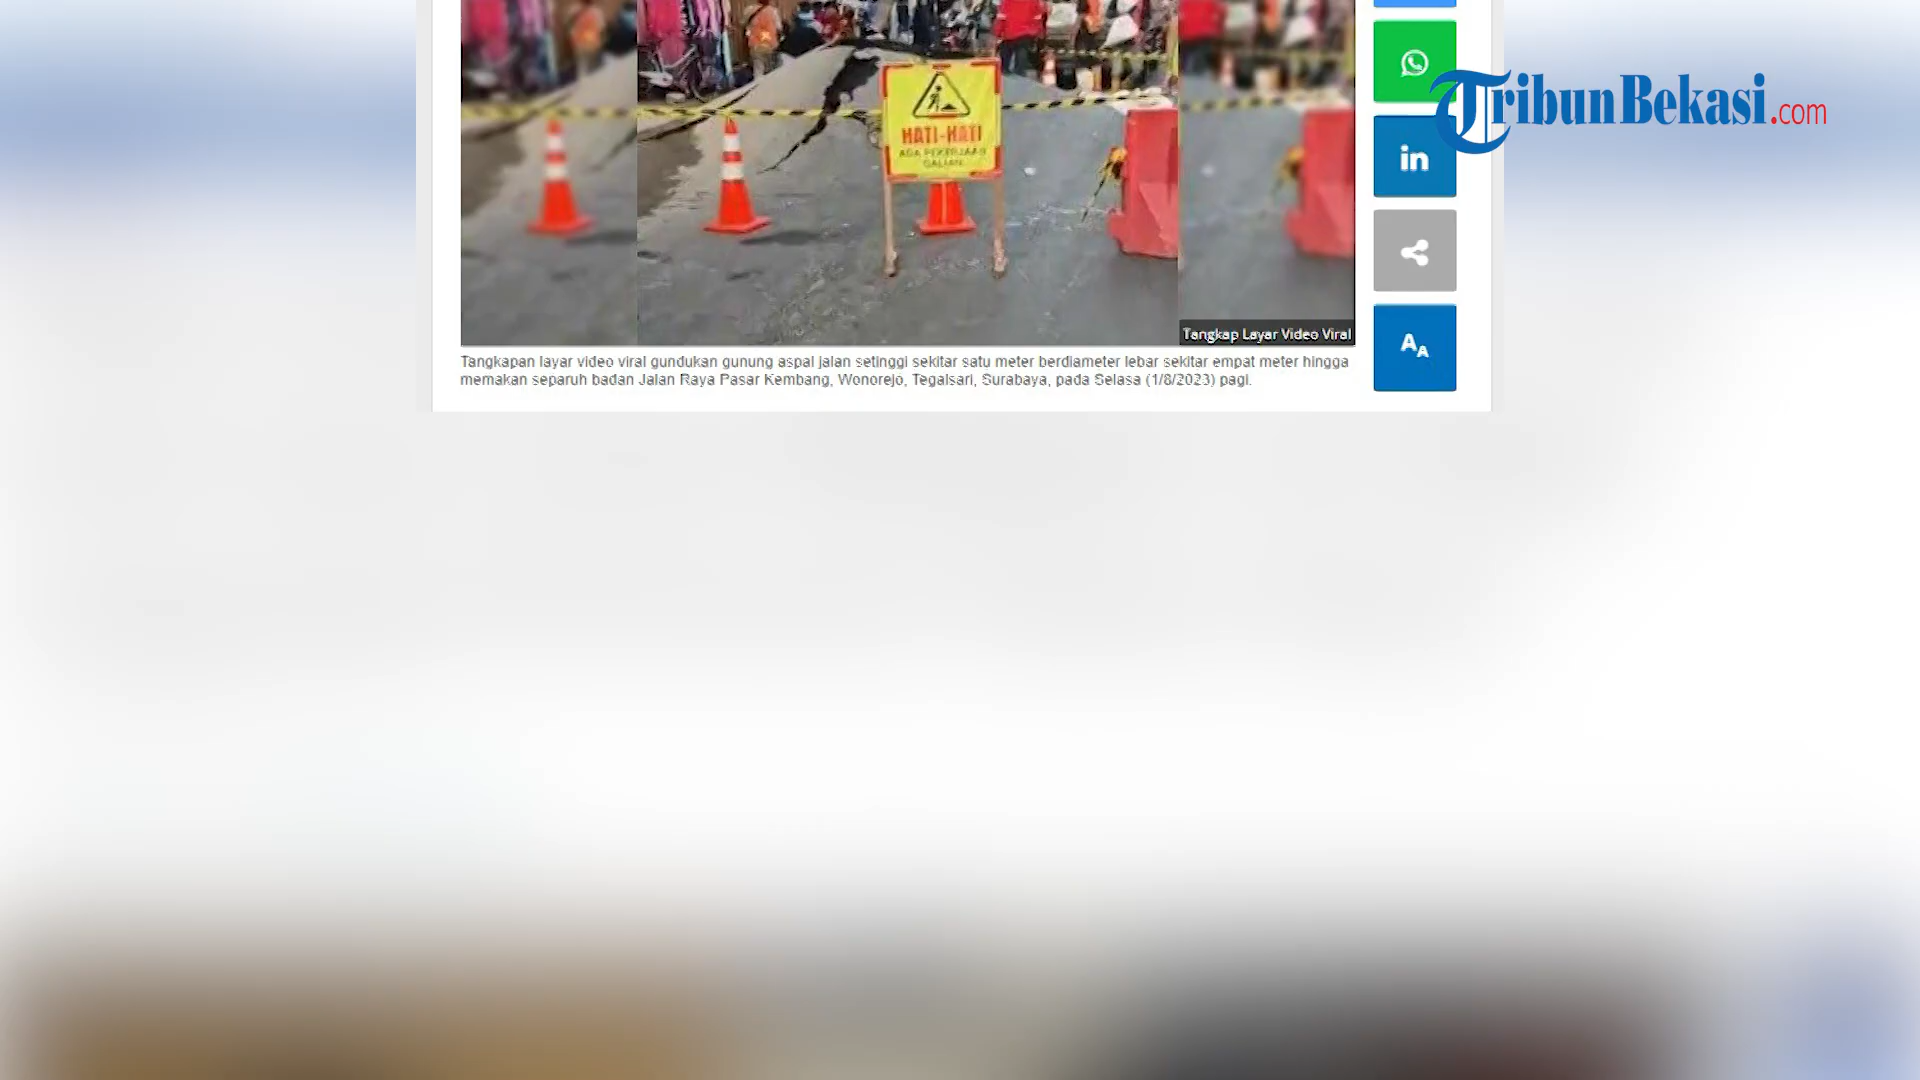 TribunBekasi.com
HATI-HATI
ADA PEKERJAAN
GALIAN
in
Tangkap Layar Video Viral
AA
Tangkapan layar video viral gundukan gunung aspal jalan setinggi sekitar satu meter berdiameter lebar sekitar empat meter hingga
memakan separuh badan Jalan Raya Pasar Kembang, Wonorejo, Tegalsari, Surabaya, pada Selasa (1/8/2023) pagi.